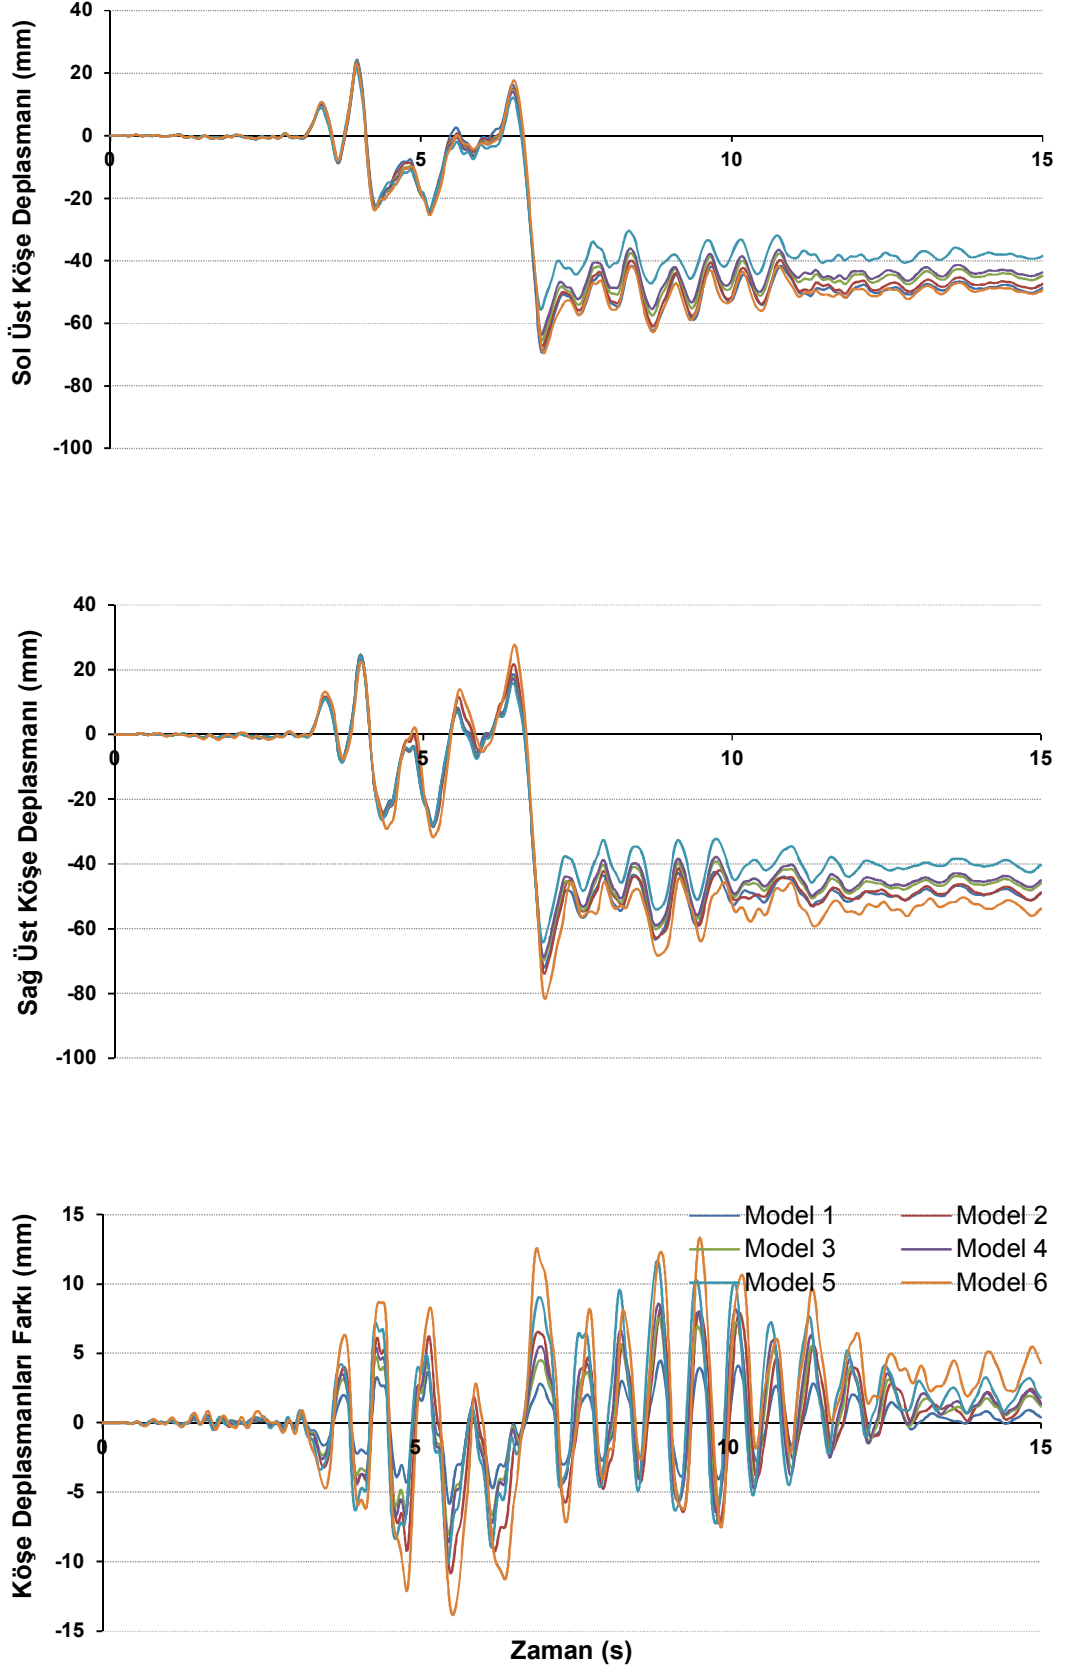 Sol Üst Köşe Deplasmanı (mm)
40
20
0
-20
-40
-60
-80
-100
0 5 10 15
Sağ Üst Köşe Deplasmanı (mm)
40
20
0
-20
-40
-60
-80
-100
0 5 10 15
Köşe Deplasmanları Farkı (mm)
15
10
5
0
-5
-10
-15
0 5 10 15
Model 1 Model 2
Model 3 Model 4
Model 5 Model 6
Zaman (s)